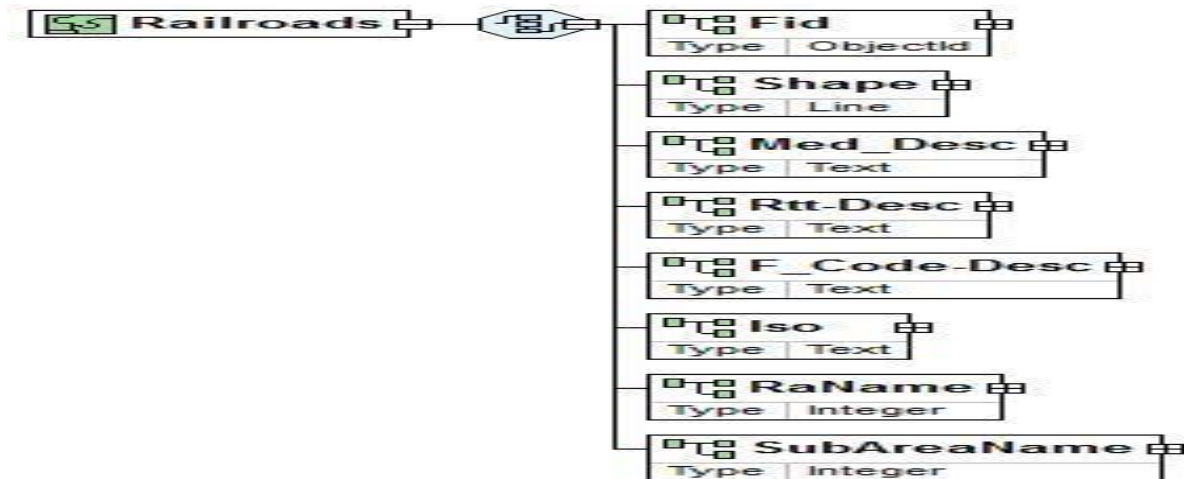 Railroads
Fid
Type ObjectId
Shape
Type Line
Med_Desc
Type Text
Rtt-Desc
Type Text
F_Code-Desc
Type Text
Iso
Type Text
RaName
Type Integer
SubAreaName
Type Integer